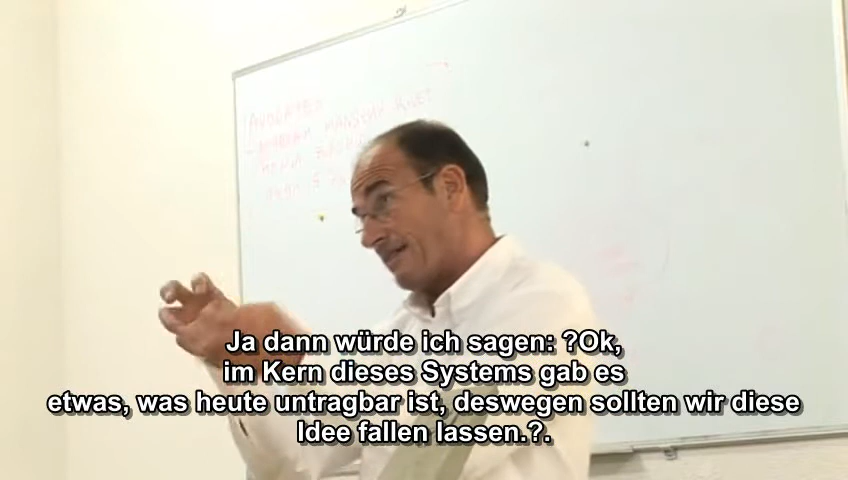 Ja dann würde ich sagen: ?Ok,
im Kern dieses Systems gab es
etwas, was heute untragbar ist, deswegen sollten wir diese
Idee fallen lassen.?.